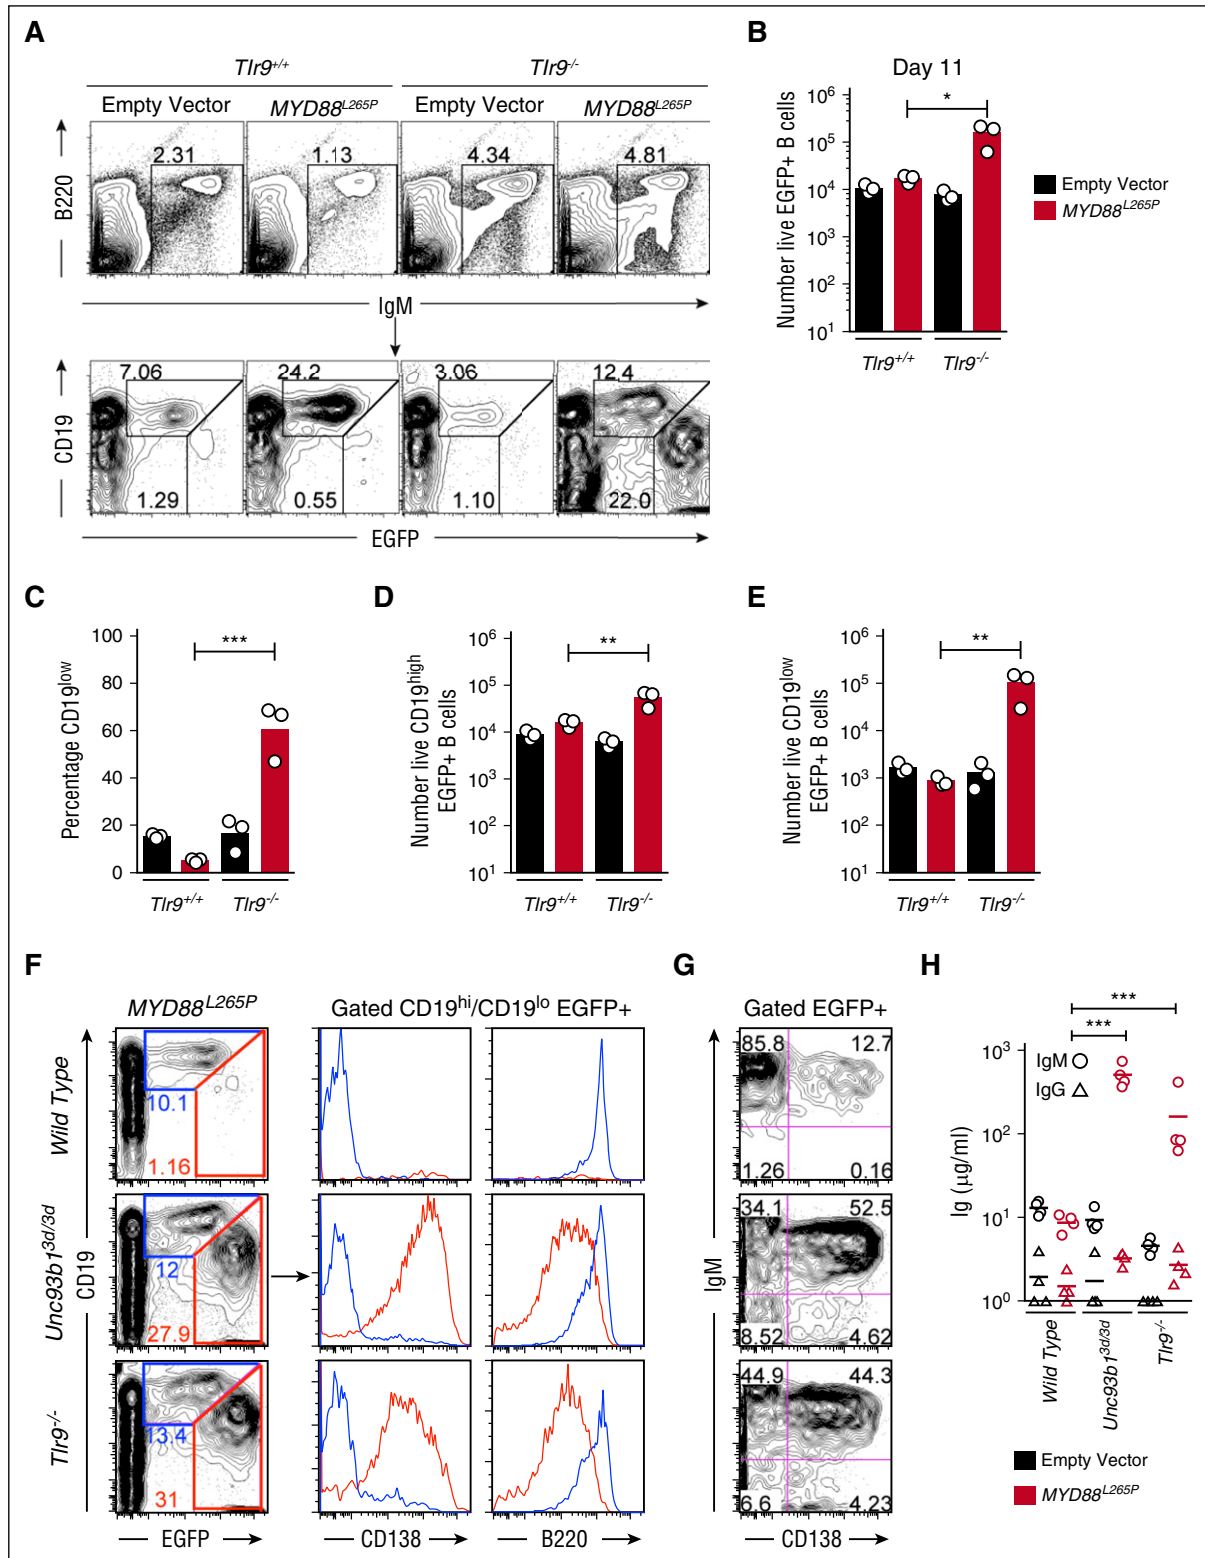 A
Tlr9+/+
Tlr9-/-
Empty Vector
MYD88L265P
Empty Vector
MYD88L265P
2.31
1.13
4.34
4.81
B220
IgM
7.06
24.2
3.06
12.4
1.29
0.55
1.10
22.0
CD19
EGFP
B
Day 11
Number live EGFP+ B cells
10^6
10^5
10^4
10^3
10^2
10^1
*
Tlr9+/+
Tlr9-/-
Empty Vector
MYD88L265P
C
Percentage CD19low
100
80
60
40
20
0
***
Tlr9+/+
Tlr9-/-
D
Number live CD19high
EGFP+ B cells
10^6
10^5
10^4
10^3
10^2
10^1
**
Tlr9+/+
Tlr9-/-
E
Number live CD19low
EGFP+ B cells
10^6
10^5
10^4
10^3
10^2
10^1
**
Tlr9+/+
Tlr9-/-
F
MYD88L265P
Gated CD19hi/CD19lo EGFP+
Wild Type
10.1
1.16
Unc93b13d/3d
12
27.9
Tlr9-/-
13.4
31
CD19
EGFP
CD138
B220
G
Gated EGFP+
85.8
12.7
1.26
0.16
34.1
52.5
8.52
4.62
44.9
44.3
6.6
4.23
IgM
CD138
H
***
***
IgM
IgG
Ig (µg/ml)
10^3
10^2
10^1
10^0
Wild Type
Unc93b13d/3d
Tlr9-/-
Empty Vector
MYD88L265P